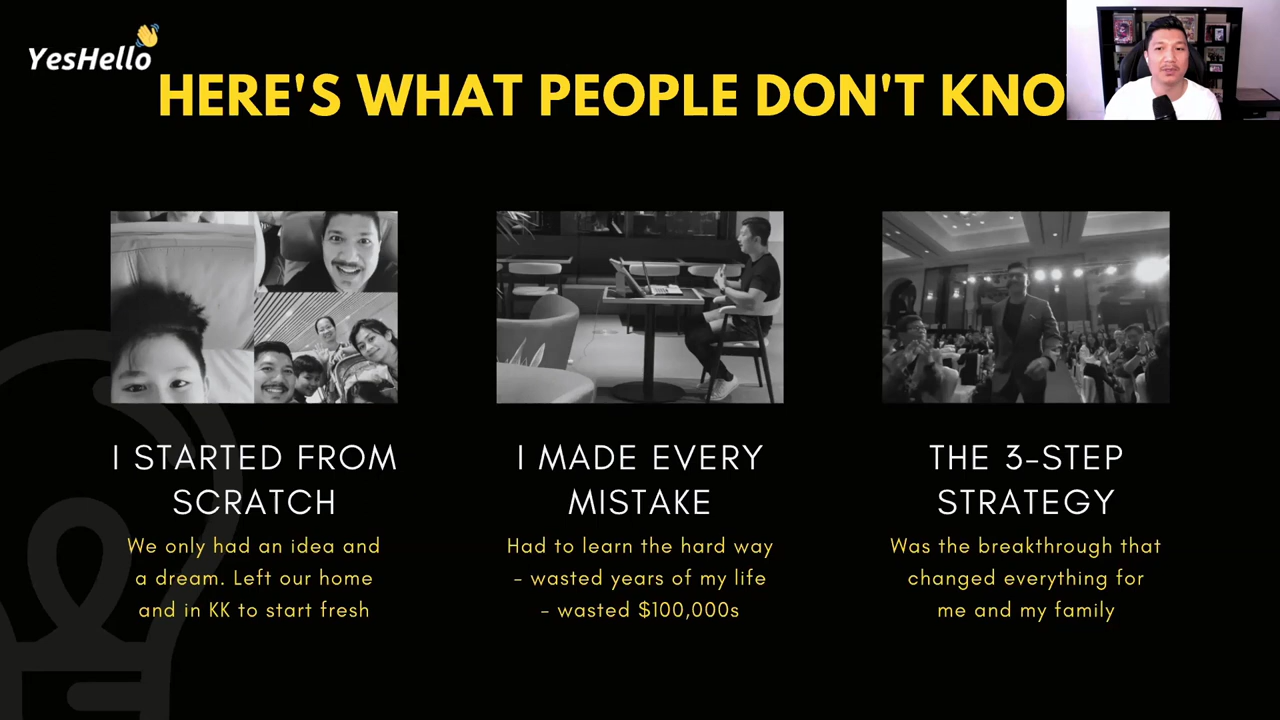 YesHello
HERE'S WHAT PEOPLE DON'T KNO
I STARTED FROM
SCRATCH
We only had an idea and
a dream. Left our home
and in KK to start fresh
I MADE EVERY
MISTAKE
Had to learn the hard way
- wasted years of my life
- wasted $100,000s
THE 3-STEP
STRATEGY
Was the breakthrough that
changed everything for
me and my family